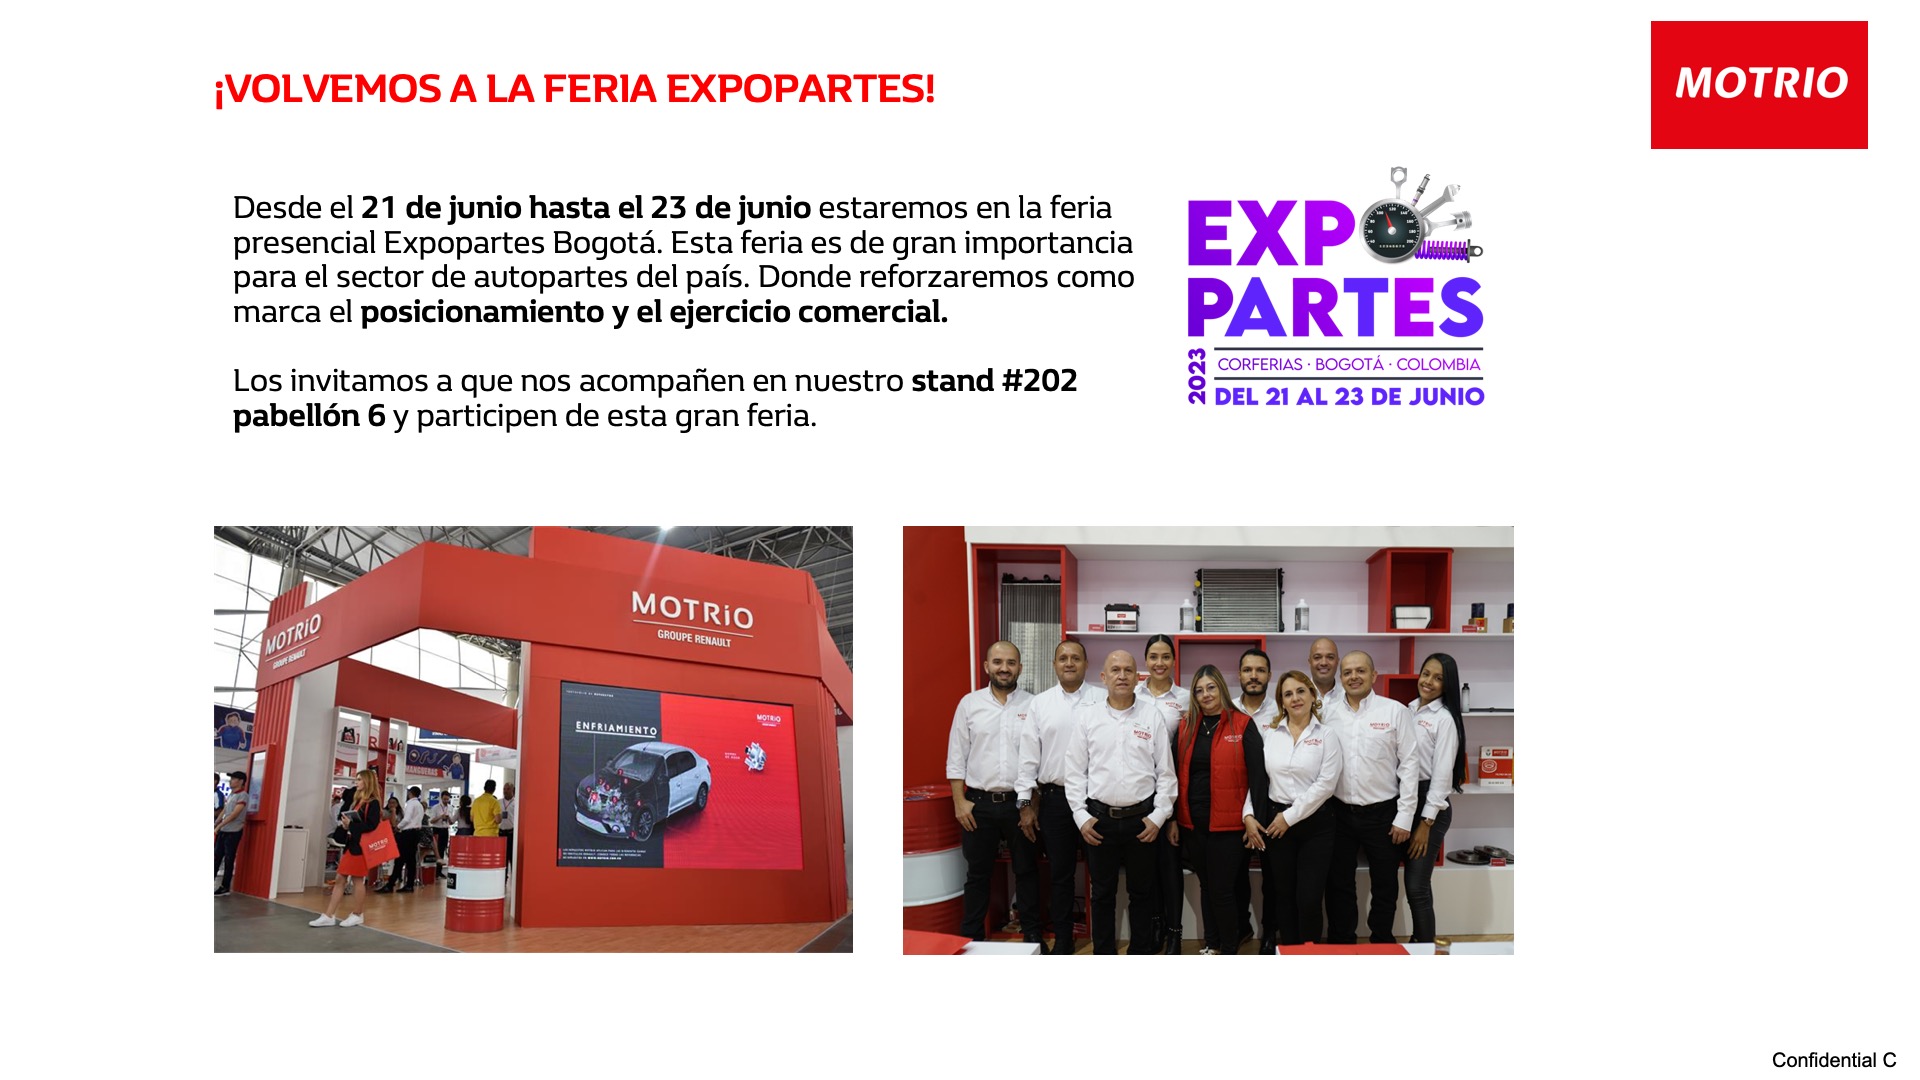 ¡VOLVEMOS A LA FERIA EXPOPARTES!
MOTRIO
Desde el 21 de junio hasta el 23 de junio estaremos en la feria
presencial Expopartes Bogotá. Esta feria es de gran importancia
para el sector de autopartes del país. Donde reforzaremos como
marca el posicionamiento y el ejercicio comercial.
Los invitamos a que nos acompañen en nuestro stand #202
pabellón 6 y participen de esta gran feria.
EXPO
PARTES
2023
CORFERIAS · BOGOTÁ · COLOMBIA
DEL 21 AL 23 DE JUNIO
MOTRiO
GROUPE RENAULT
MOTRiO
GROUPE RENAULT
ENFRIAMIENTO
MOTRiO
MANGUERAS
MOTRiO
Confidential C